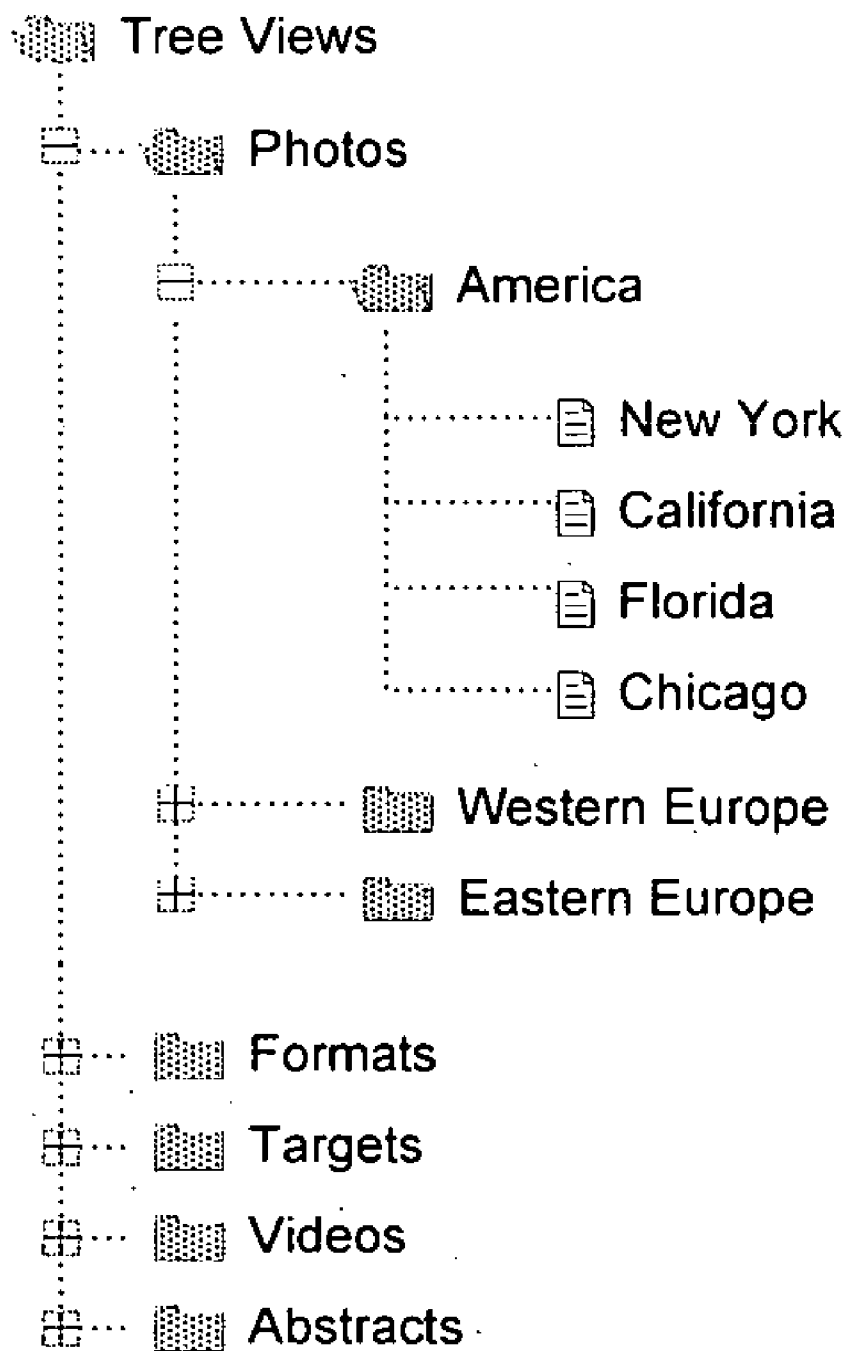 Tree Views
Photos
America
New York
California
Florida
Chicago
Western Europe
Eastern Europe
Formats
Targets
Videos
Abstracts